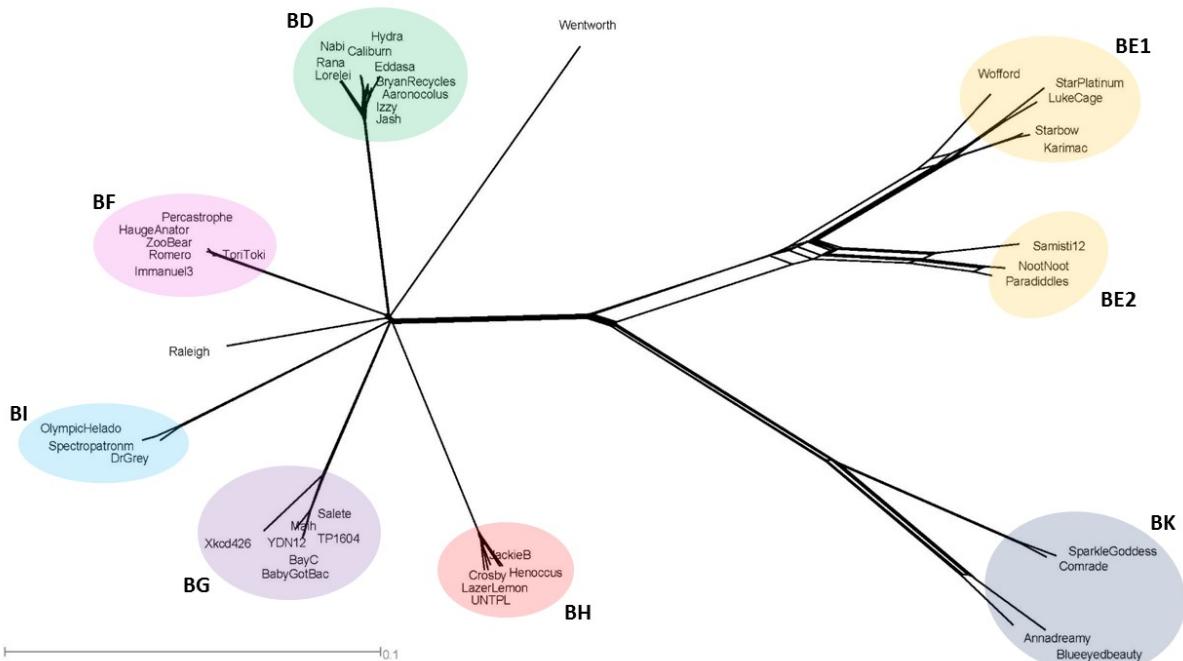 BD
Hydra
Nabi
Caliburn
Rana
Eddasa
Lorelei
BryanRecycles
Aaronocolus
Izzy
Jash
Wentworth
BE1
Wofford
StarPlatinum
LukeCage
Starbow
Karimac
BF
Percastrophe
HaugeAnator
ZooBear
Romero
ToriToki
Immanuel3
Samisti12
NootNoot
Paradiddles
BE2
Raleigh
BI
OlympicHelado
Spectropatronm
DrGrey
Salete
Maih
Xkcd426
YDN12
TP1604
BayC
BabyGotBac
BG
JackieB
Crosby
Henoccus
LazerLemon
UNTPL
BH
BK
SparkleGoddess
Comrade
Annadreamy
Blueeyedbeauty
0.1